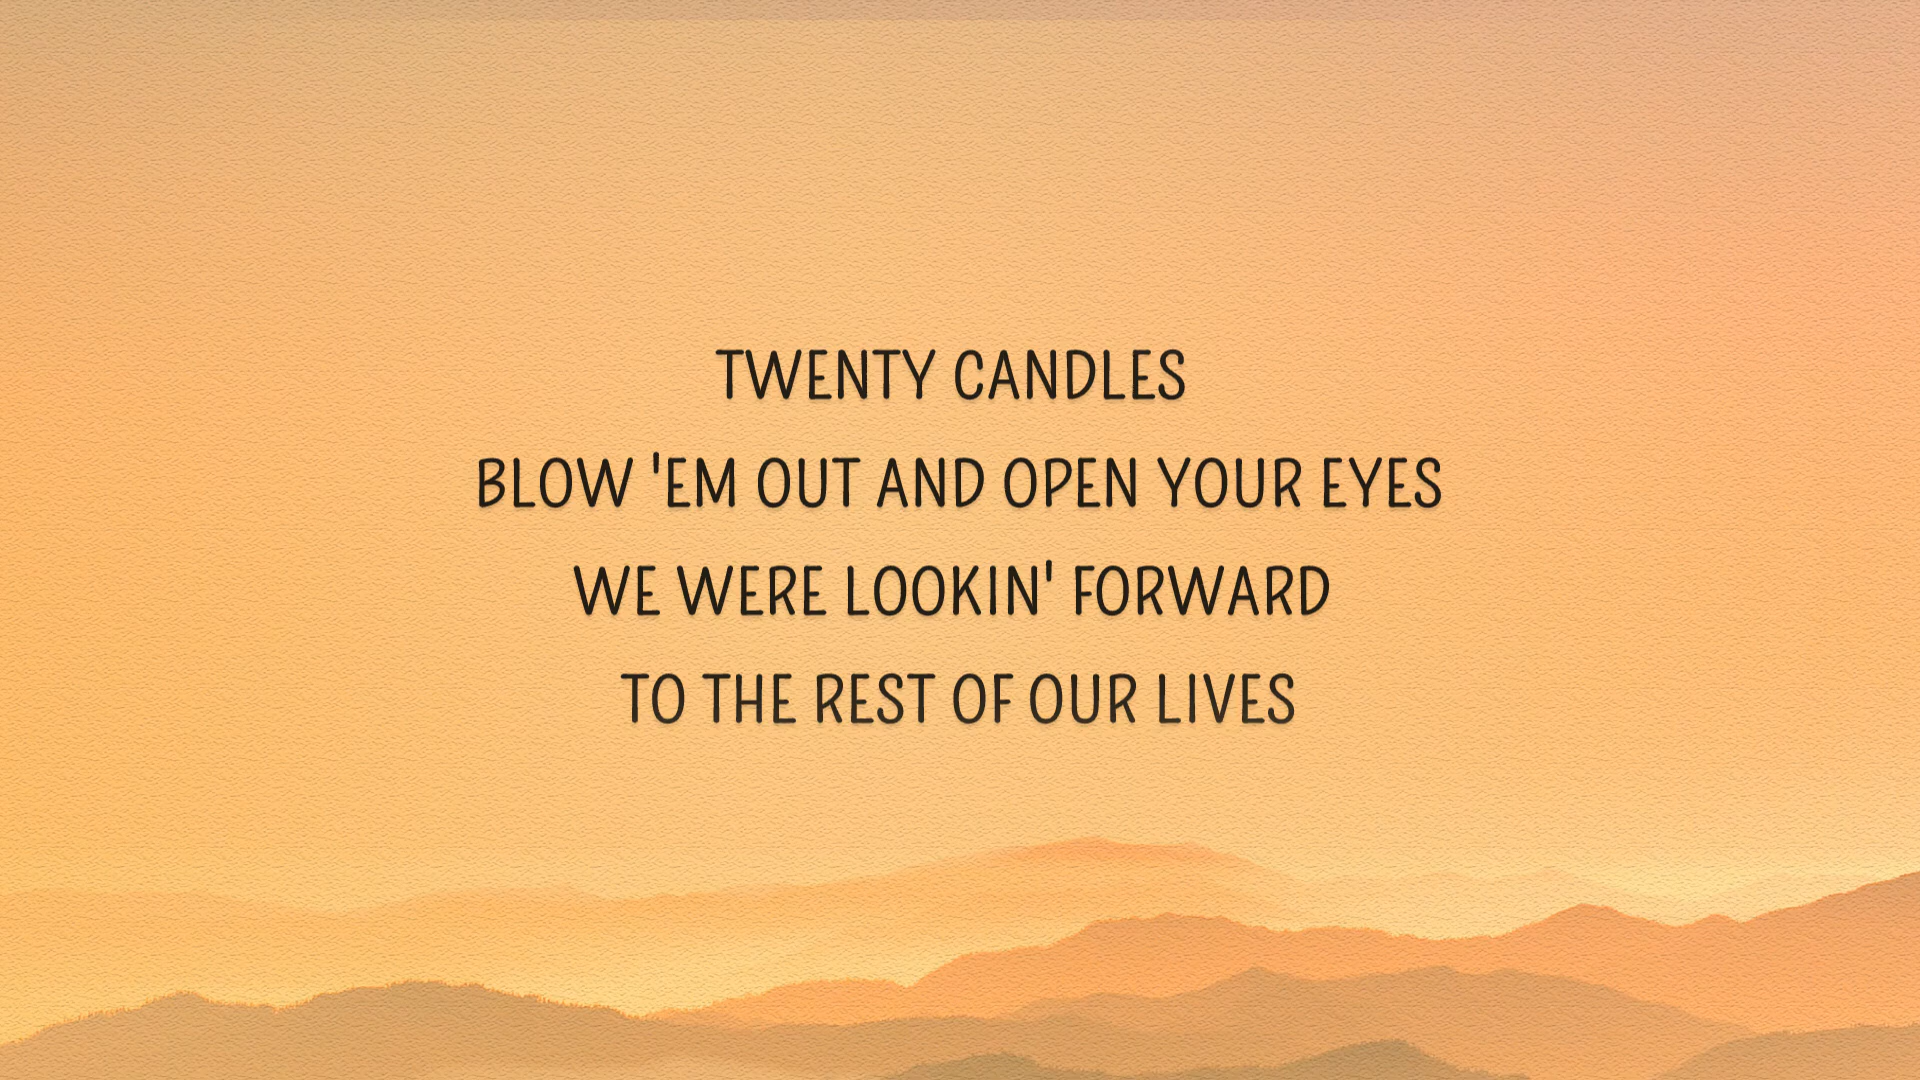 TWENTY CANDLES
BLOW 'EM OUT AND OPEN YOUR EYES
WE WERE LOOKIN' FORWARD
TO THE REST OF OUR LIVES